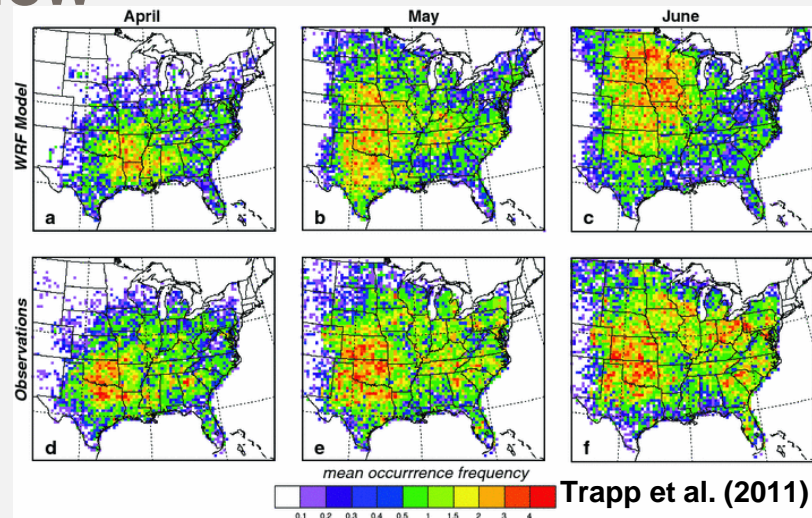 April May June
WRF Model
a b c
Observations
d e f
mean occurrrence frequency
0.1 0.2 0.3 0.4 0.5 1 1.5 2 3 4
Trapp et al. (2011)